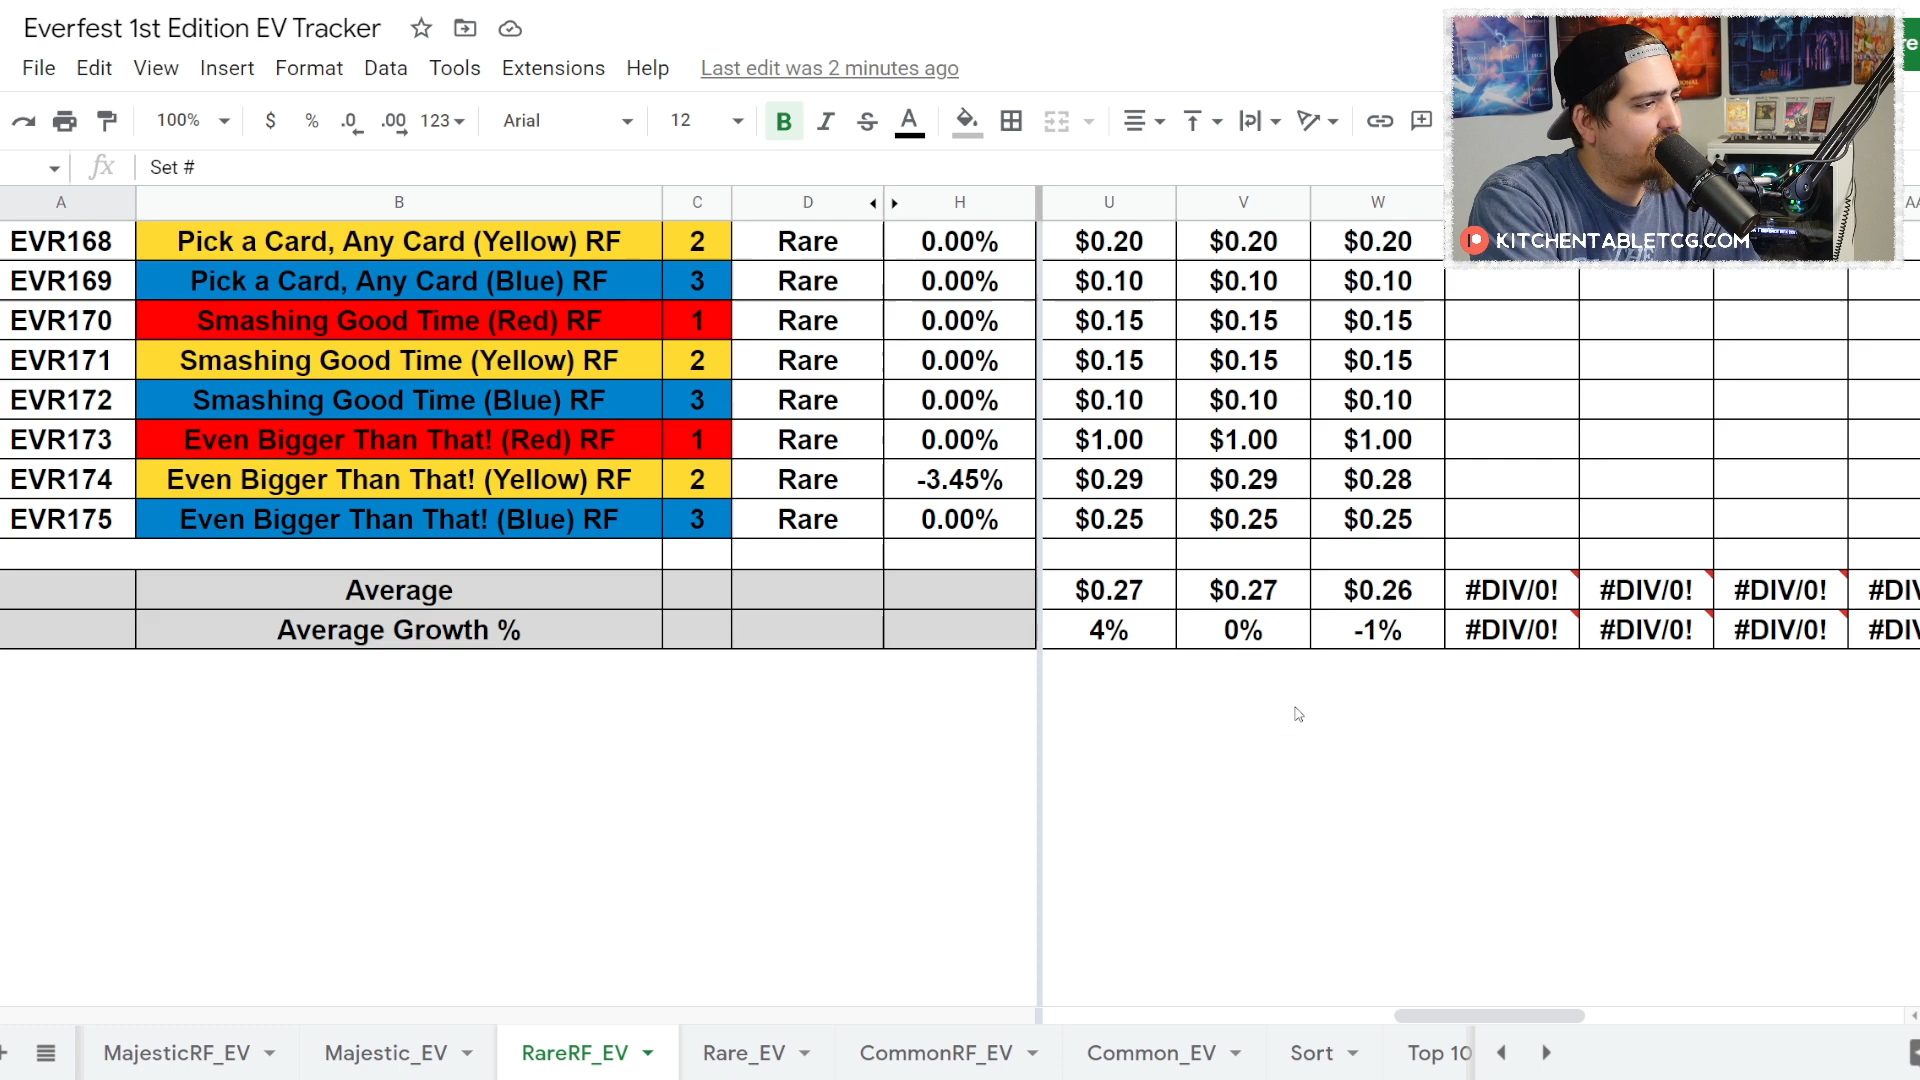 Everfest 1st Edition EV Tracker
File Edit View Insert Format Data Tools Extensions Help Last edit was 2 minutes ago
100% $ % .0 .00 123 Arial 12 B I S A
fx Set #
A B C D H U V W
EVR168 Pick a Card, Any Card (Yellow) RF 2 Rare 0.00% $0.20 $0.20 $0.20
EVR169 Pick a Card, Any Card (Blue) RF 3 Rare 0.00% $0.10 $0.10 $0.10
EVR170 Smashing Good Time (Red) RF 1 Rare 0.00% $0.15 $0.15 $0.15
EVR171 Smashing Good Time (Yellow) RF 2 Rare 0.00% $0.15 $0.15 $0.15
EVR172 Smashing Good Time (Blue) RF 3 Rare 0.00% $0.10 $0.10 $0.10
EVR173 Even Bigger Than That! (Red) RF 1 Rare 0.00% $1.00 $1.00 $1.00
EVR174 Even Bigger Than That! (Yellow) RF 2 Rare -3.45% $0.29 $0.29 $0.28
EVR175 Even Bigger Than That! (Blue) RF 3 Rare 0.00% $0.25 $0.25 $0.25
Average $0.27 $0.27 $0.26 #DIV/0! #DIV/0! #DIV/0! #DIV
Average Growth % 4% 0% -1% #DIV/0! #DIV/0! #DIV/0! #DIV
MajesticRF_EV Majestic_EV RareRF_EV Rare_EV CommonRF_EV Common_EV Sort Top 10
KITCHENTABLETCG.COM